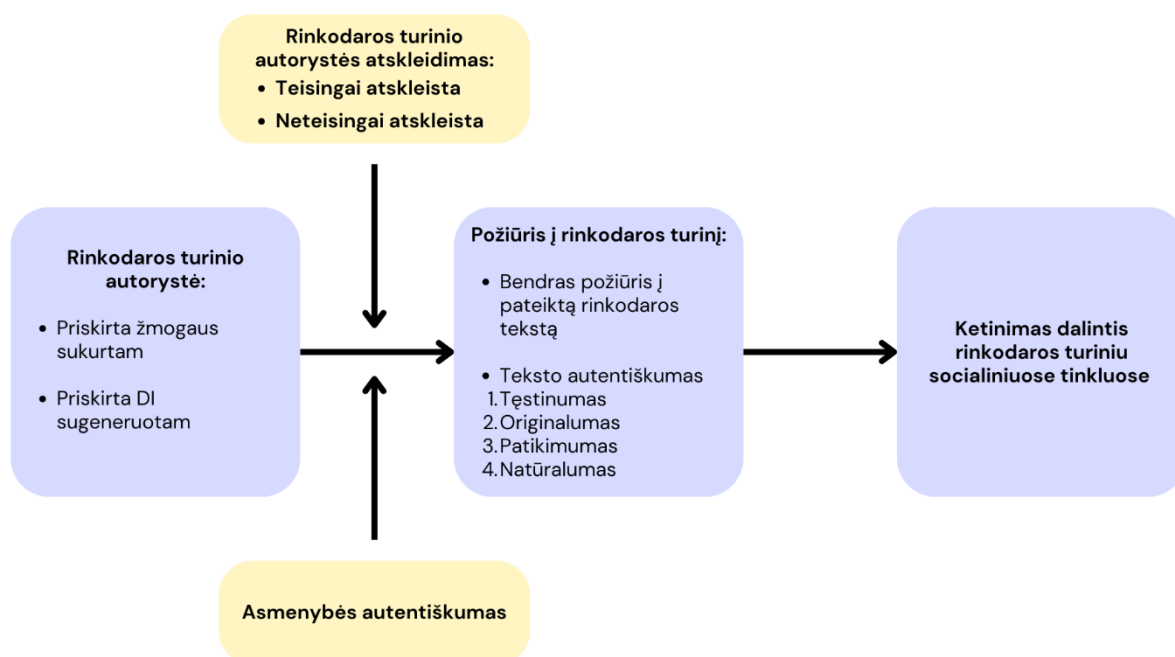 Rinkodaros turinio
autorystės atskleidimas:
• Teisingai atskleista
• Neteisingai atskleista
Rinkodaros turinio
autorystė:
• Priskirta žmogaus
sukurtam
• Priskirta DI
sugeneruotam
Požiūris į rinkodaros turinį:
• Bendras požiūris į
pateiktą rinkodaros
tekstą
• Teksto autentiškumas
1. Tęstinumas
2. Originalumas
3. Patikimumas
4. Natūralumas
Ketinimas dalintis
rinkodaros turiniu
socialiniuose tinkluose
Asmenybės autentiškumas